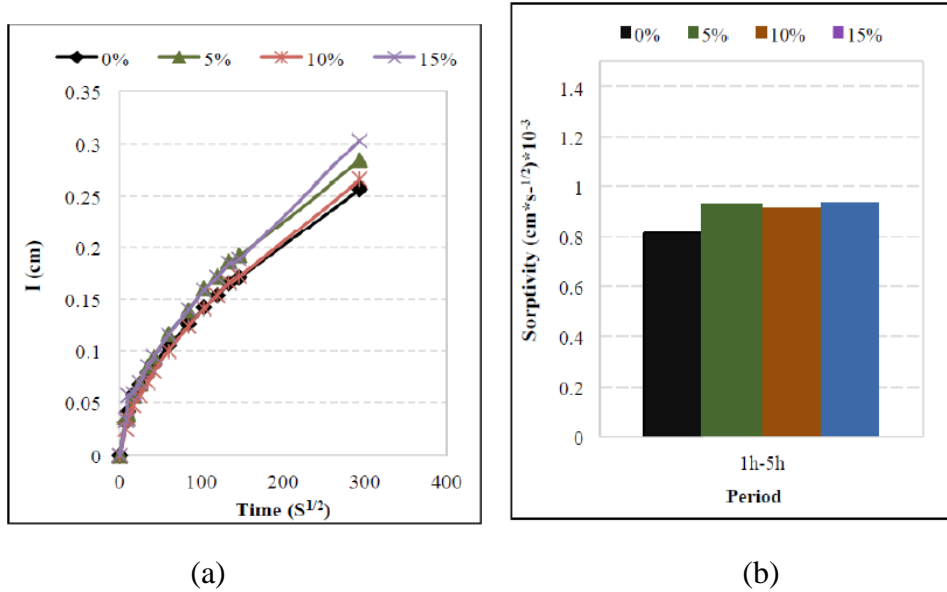 0% 5% 10% 15%
0.35
0.3
0.25
0.2
0.15
0.1
0.05
0
I (cm)
0 100 200 300 400
Time (S^1/2)
(a)
0% 5% 10% 15%
1.4
1.2
1
0.8
0.6
0.4
0.2
0
Sorptivity (cm*s-^1/2)*10^-3
1h-5h
Period
(b)